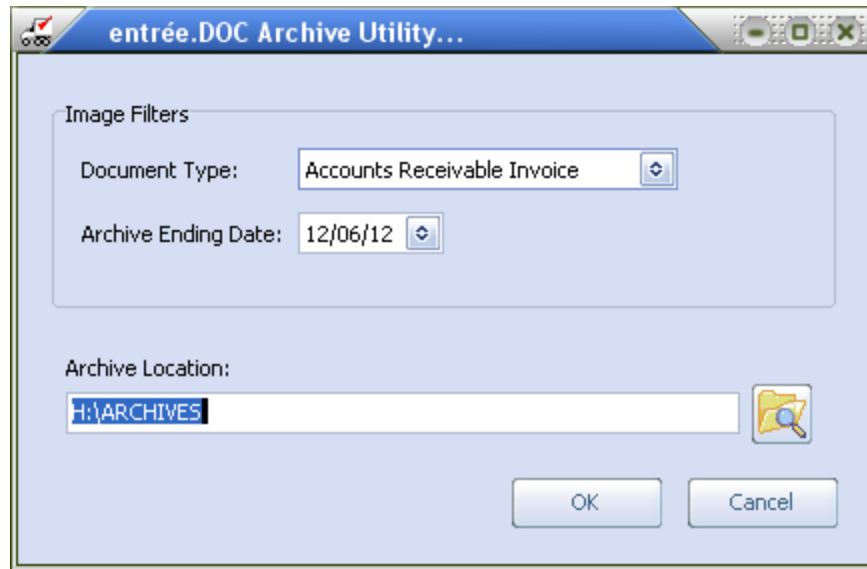 entrée.DOC Archive Utility...
Image Filters
Document Type: Accounts Receivable Invoice
Archive Ending Date: 12/06/12
Archive Location:
H:\ARCHIVES
OK Cancel